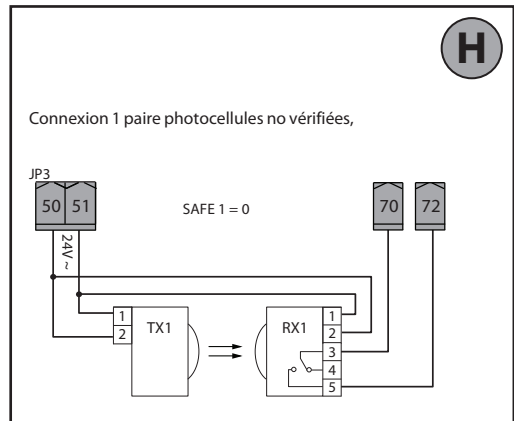 H
Connexion 1 paire photocellules no vérifiées,
JP3
50 51
SAFE 1 = 0
70 72
24V ~
1
2
TX1
RX1
1
2
3
4
5